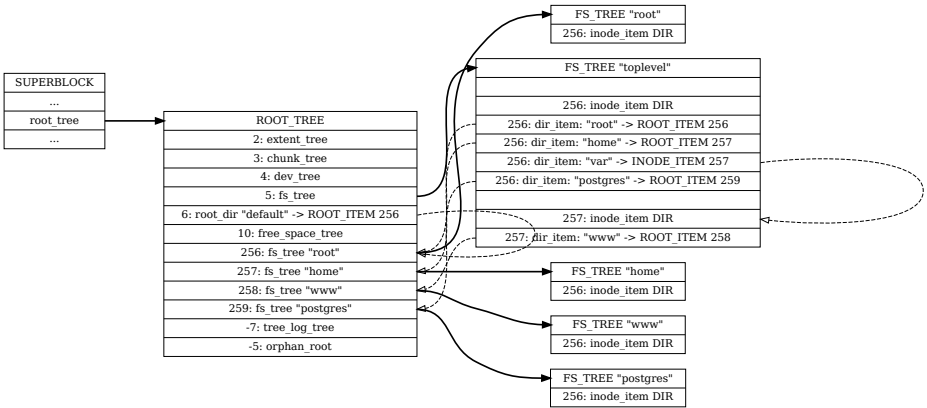 SUPERBLOCK
...
root_tree
...
ROOT_TREE
2: extent_tree
3: chunk_tree
4: dev_tree
5: fs_tree
6: root_dir "default" -> ROOT_ITEM 256
10: free_space_tree
256: fs_tree "root"
257: fs_tree "home"
258: fs_tree "www"
259: fs_tree "postgres"
-7: tree_log_tree
-5: orphan_root
FS_TREE "root"
256: inode_item DIR
FS_TREE "toplevel"
256: inode_item DIR
256: dir_item: "root" -> ROOT_ITEM 256
256: dir_item: "home" -> ROOT_ITEM 257
256: dir_item: "var" -> INODE_ITEM 257
256: dir_item: "postgres" -> ROOT_ITEM 259
257: inode_item DIR
257: dir_item: "www" -> ROOT_ITEM 258
FS_TREE "home"
256: inode_item DIR
FS_TREE "www"
256: inode_item DIR
FS_TREE "postgres"
256: inode_item DIR